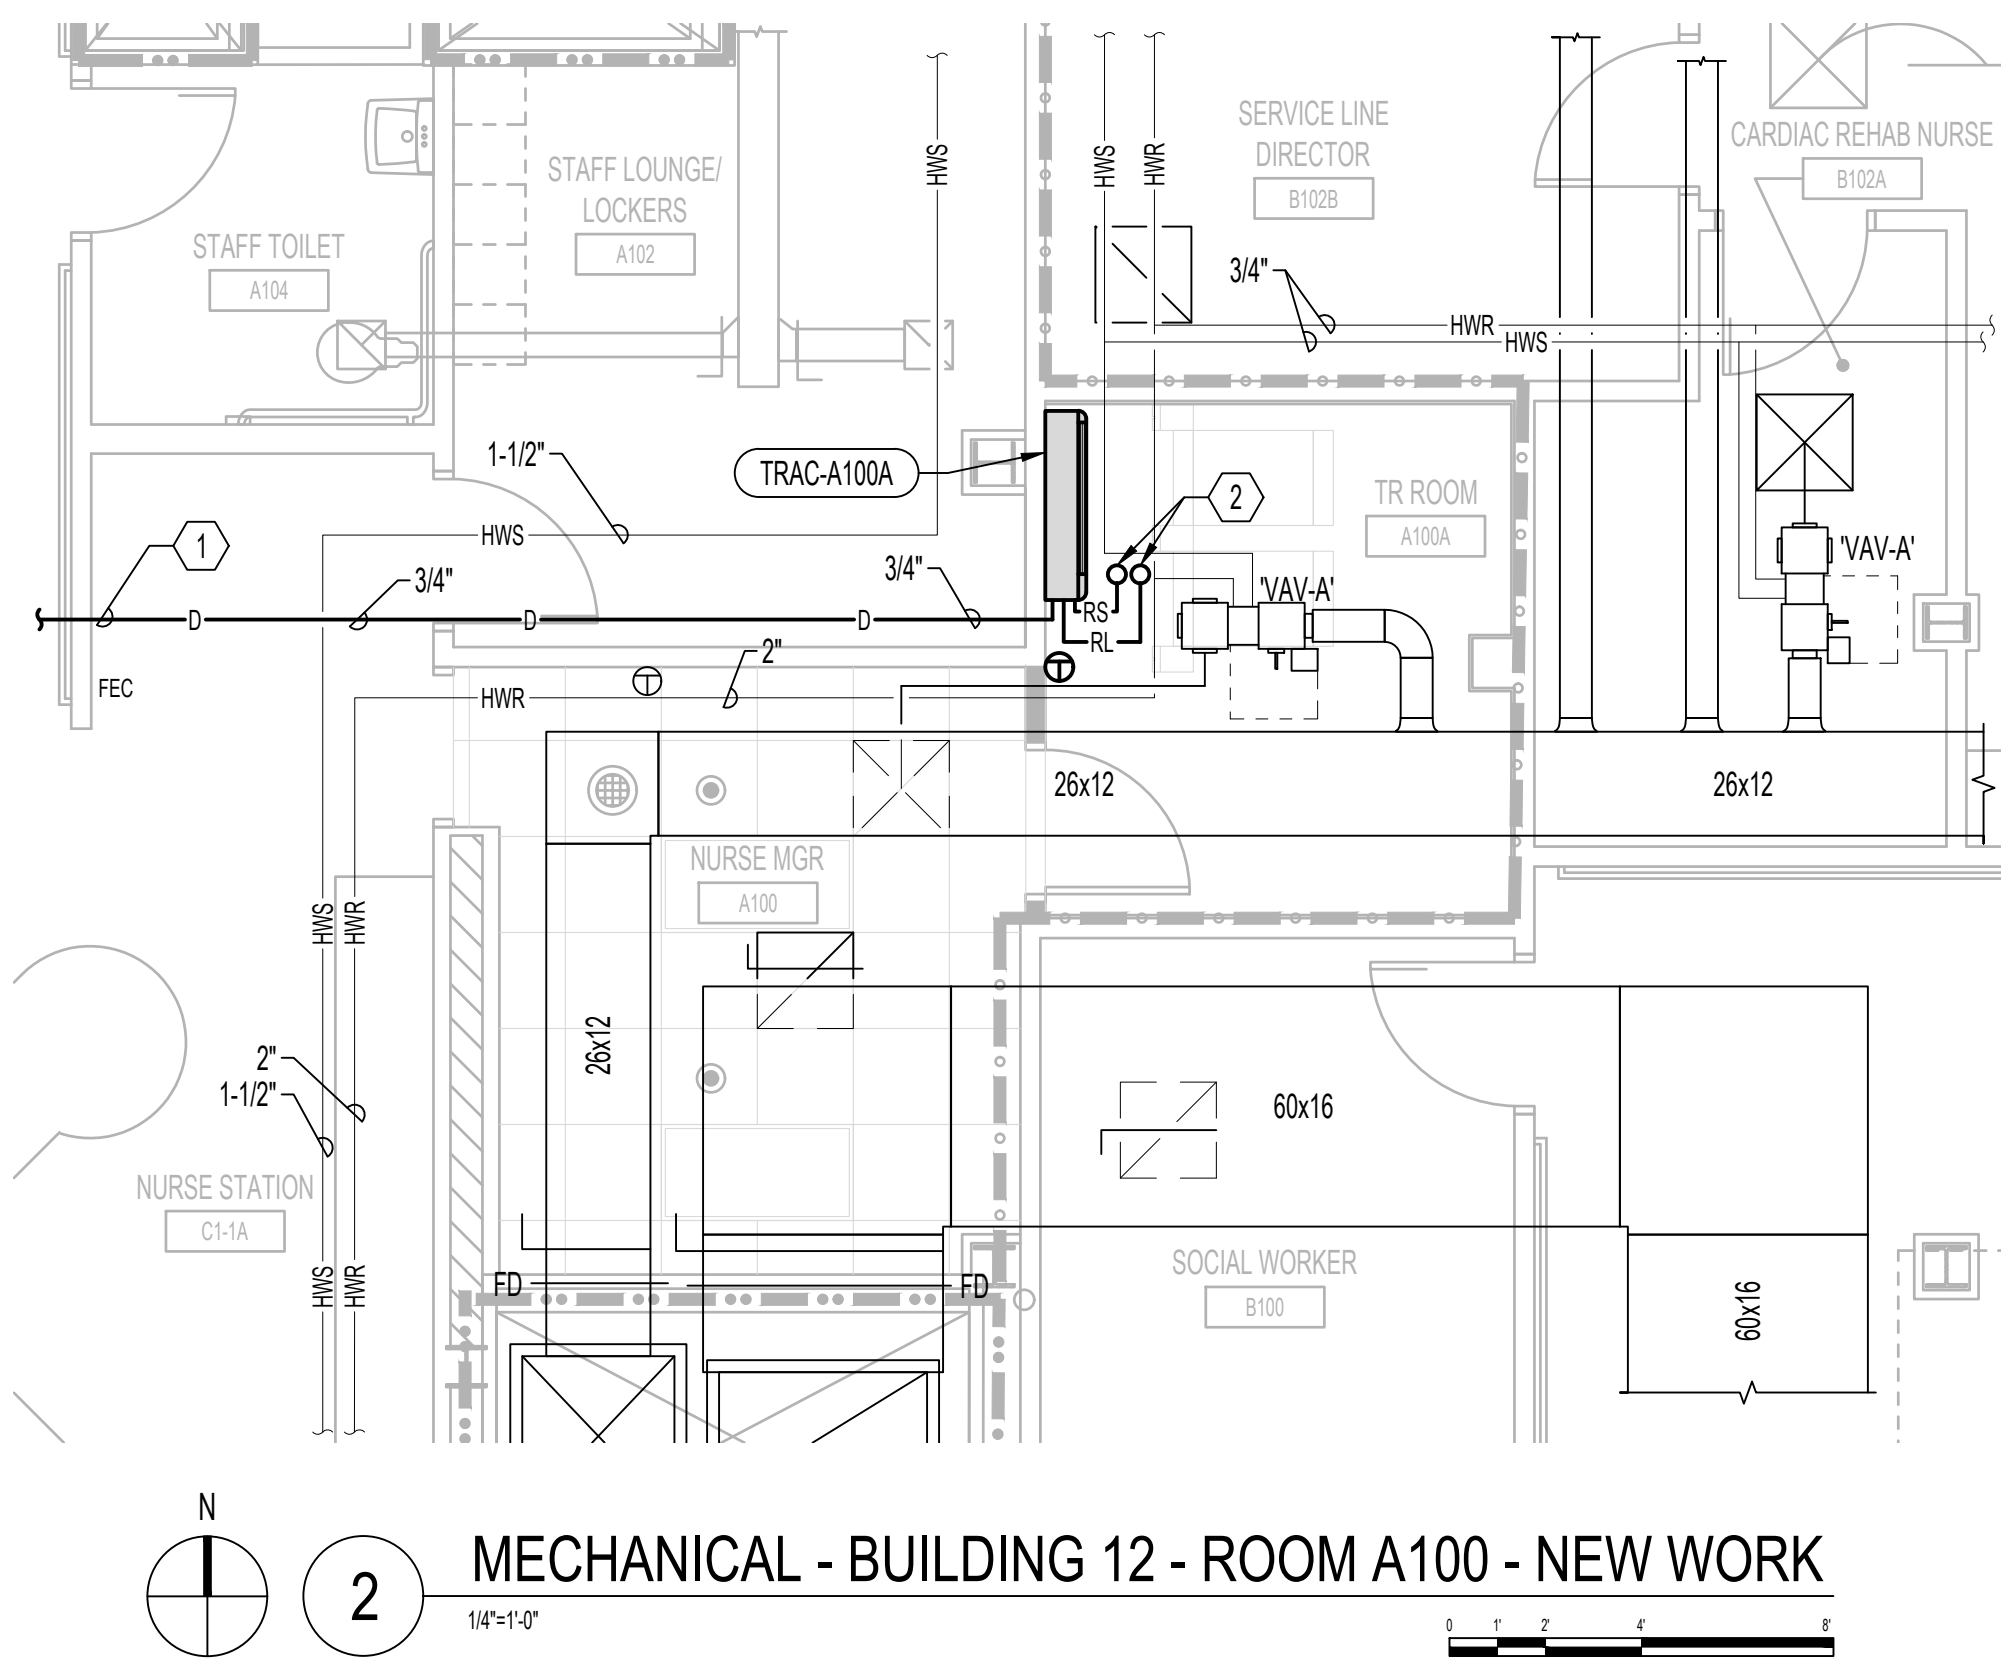 SERVICE LINE
DIRECTOR
B102B
CARDIAC REHAB NURSE
B102A
STAFF LOUNGE/
LOCKERS
A102
STAFF TOILET
A104
HWS
HWS
HWR
3/4"
HWR
HWS
1-1/2"
TRAC-A100A
2
TR ROOM
A100A
1
HWS
3/4"
3/4"
'VAV-A'
'VAV-A'
D
D
D
RS
RL
T
T
2"
FEC
HWR
26x12
26x12
NURSE MGR
A100
HWS
HWR
26x12
2"
1-1/2"
60x16
NURSE STATION
C1-1A
HWS
HWR
FD
FD
SOCIAL WORKER
B100
60x16
N
2
MECHANICAL - BUILDING 12 - ROOM A100 - NEW WORK
1/4"=1'-0"
0 1' 2' 4' 8'